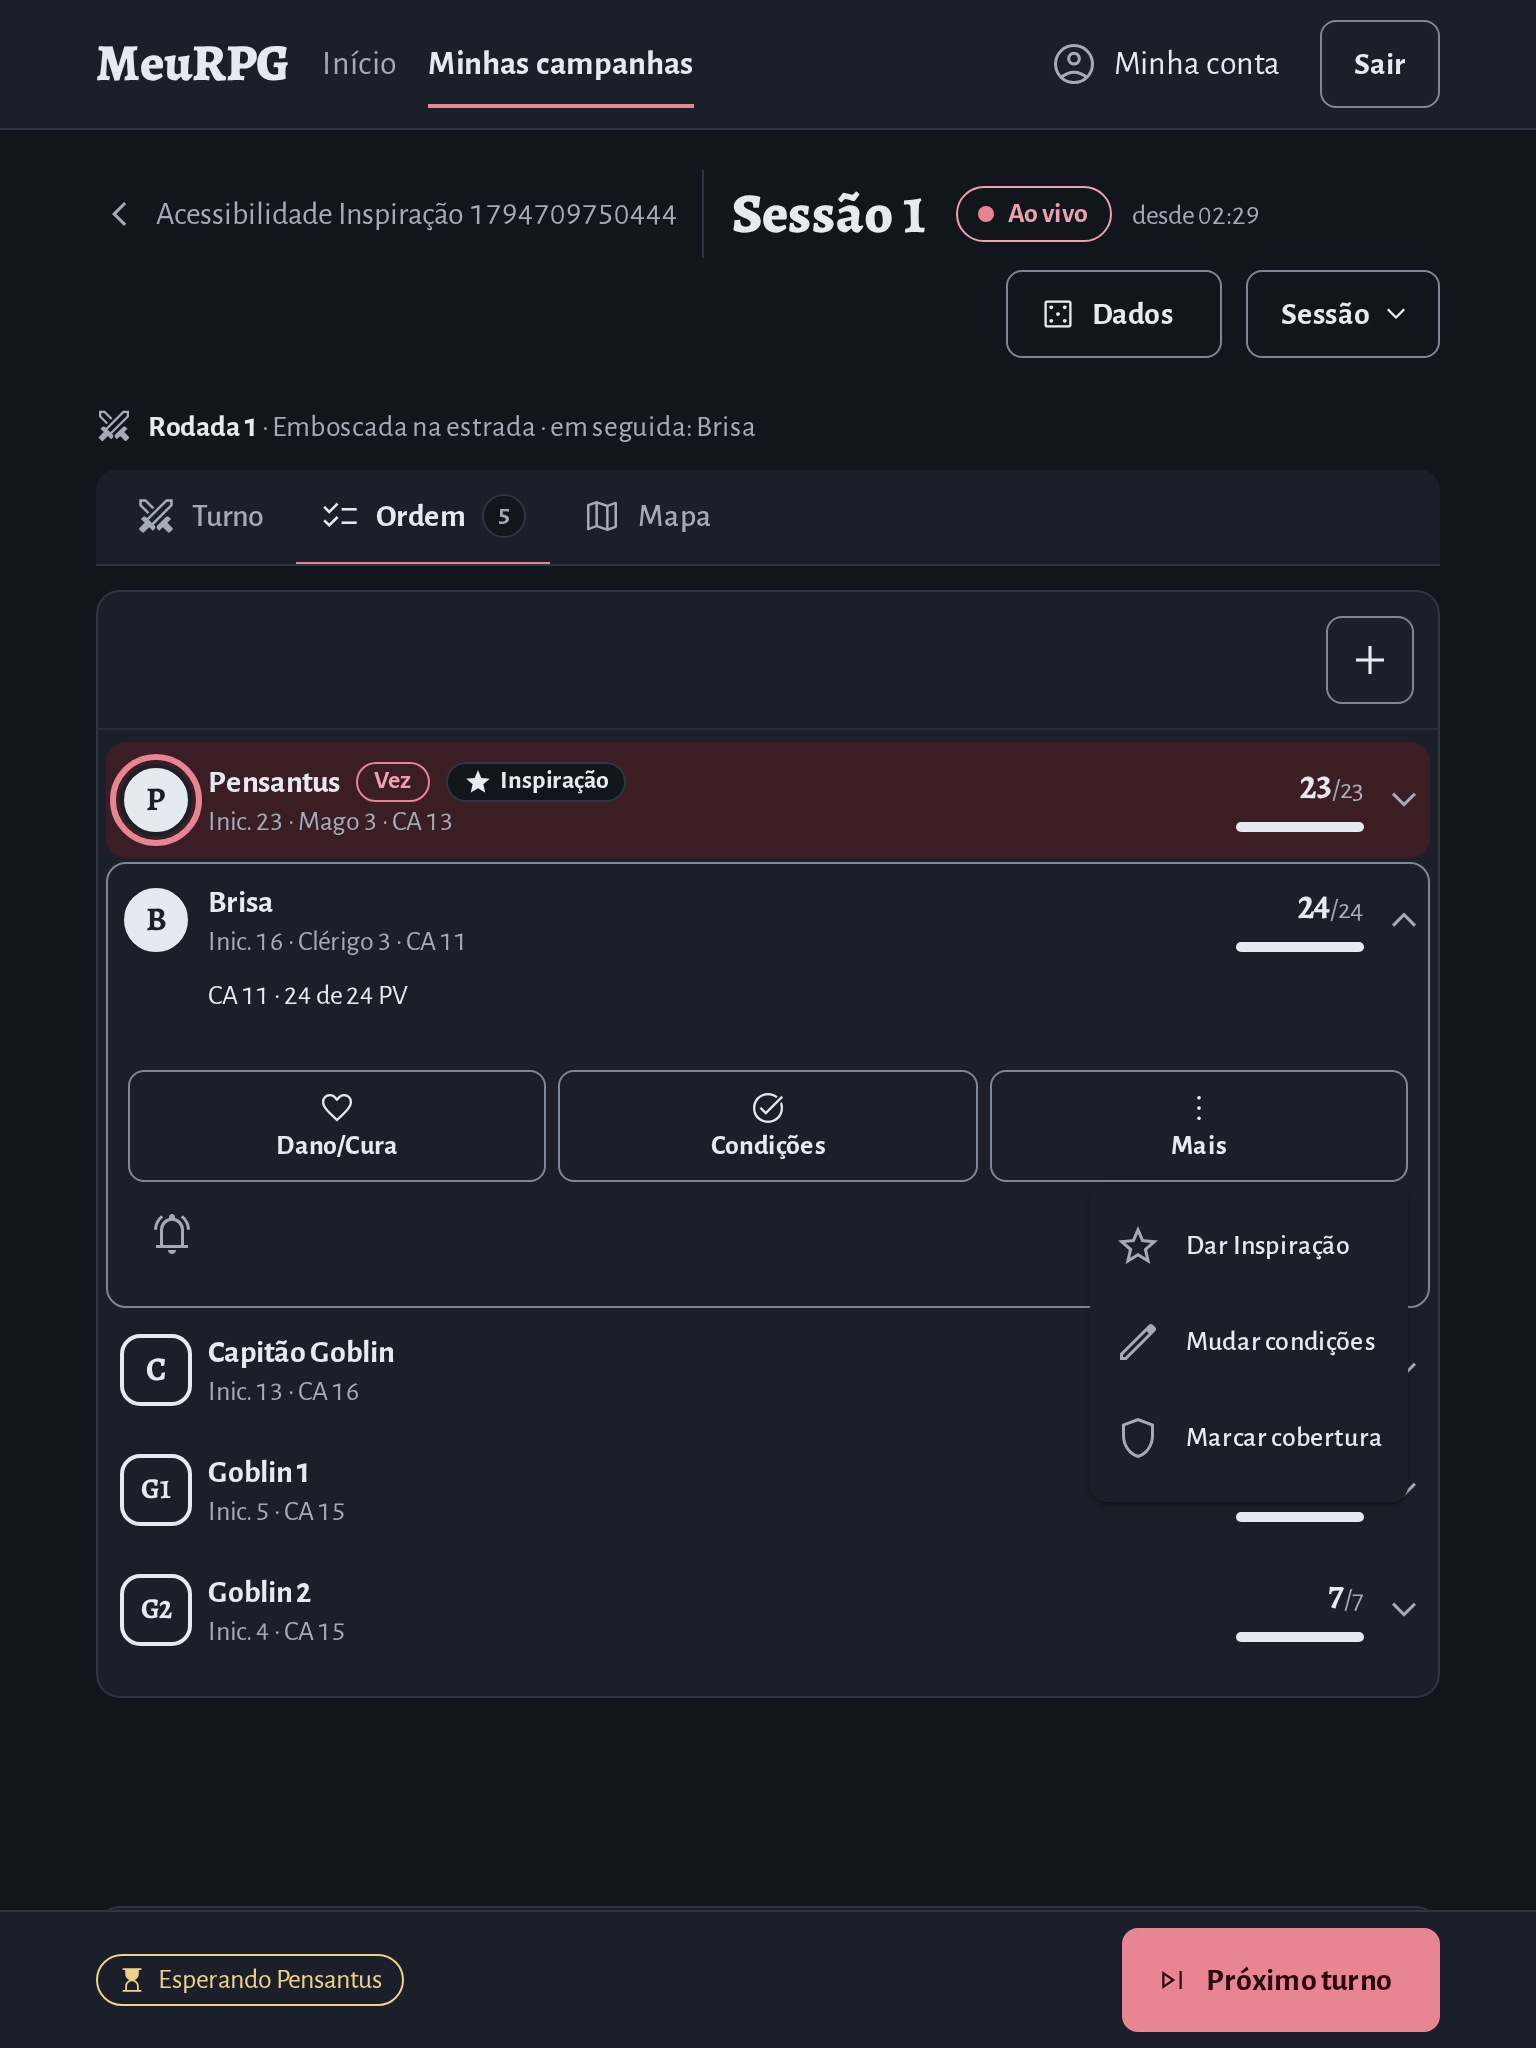 MeuRPG Início Minhas campanhas Minha conta Sair
Acessibilidade Inspiração 1794709750444 Sessão 1 Ao vivo desde 02:29
Dados Sessão
Rodada 1 · Emboscada na estrada · em seguida: Brisa
Turno Ordem 5 Mapa
P Pensantus Vez Inspiração 23/23
Inic. 23 · Mago 3 · CA 13
B Brisa 24/24
Inic. 16 · Clérigo 3 · CA 11
CA 11 · 24 de 24 PV
Dano/Cura Condições Mais
Dar Inspiração
Mudar condições
Marcar cobertura
C Capitão Goblin
Inic. 13 · CA 16
G1 Goblin 1
Inic. 5 · CA 15
G2 Goblin 2 7/7
Inic. 4 · CA 15
Esperando Pensantus Próximo turno